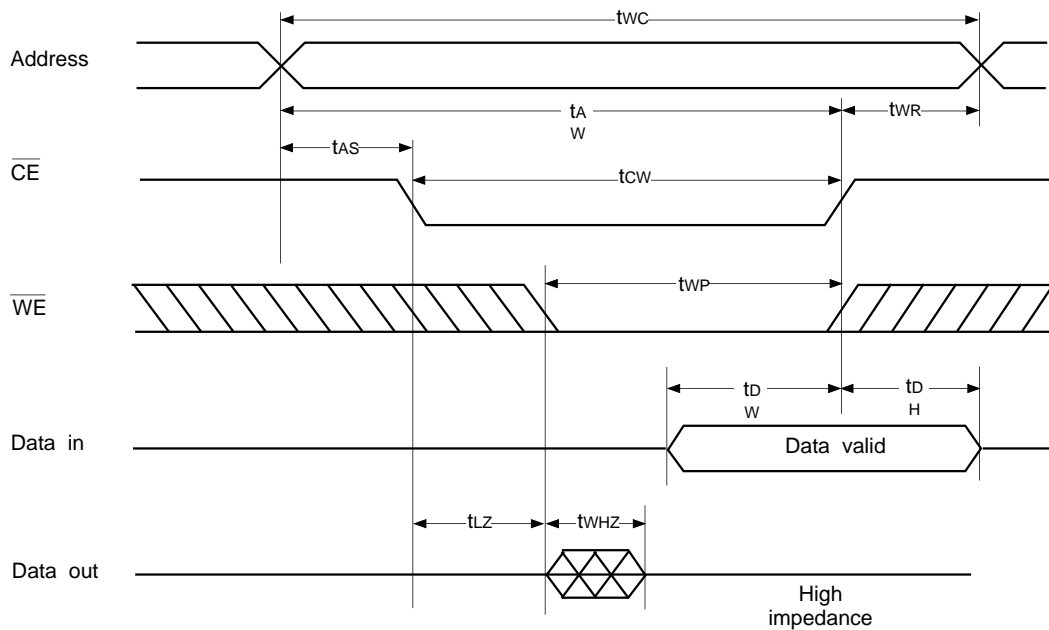 tWC
Address
tA
W
tWR
tAS
CE
tCW
tWP
WE
tD
W
tD
H
Data in
Data valid
tLZ
tWHZ
Data out
High
impedance